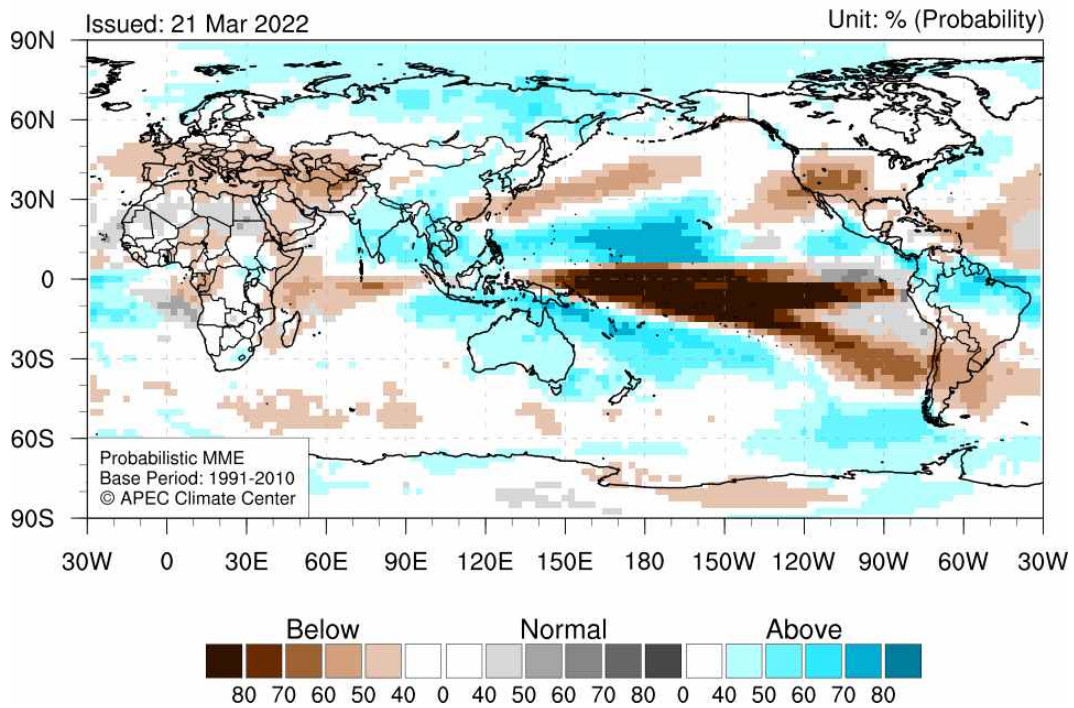 Issued: 21 Mar 2022 Unit: % (Probability)
90N
60N
30N
0
30S
60S
90S
Probabilistic MME
Base Period: 1991-2010
© APEC Climate Center
30W 0 30E 60E 90E 120E 150E 180 150W 120W 90W 60W 30W
Below Normal Above
80 70 60 50 40 0 40 50 60 70 80 0 40 50 60 70 80